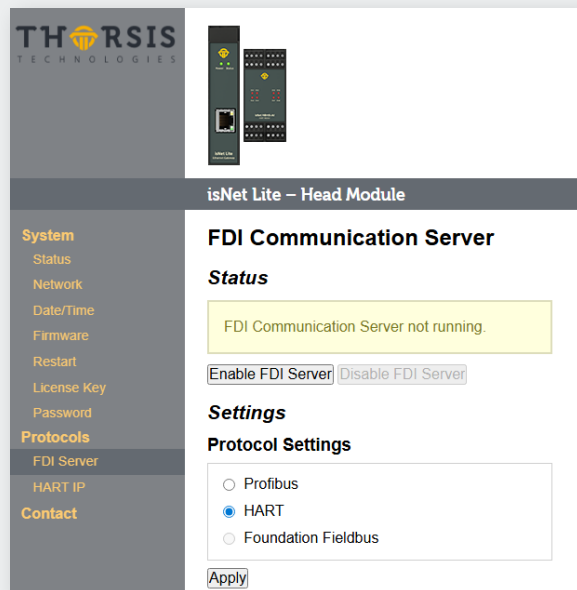 THORSIS
TECHNOLOGIES
isNet Lite
isNet Lite – Head Module
System
Status
Network
Date/Time
Firmware
Restart
License Key
Password
Protocols
FDI Server
HART IP
Contact
FDI Communication Server
Status
FDI Communication Server not running.
Enable FDI Server Disable FDI Server
Settings
Protocol Settings
Profibus
HART
Foundation Fieldbus
Apply